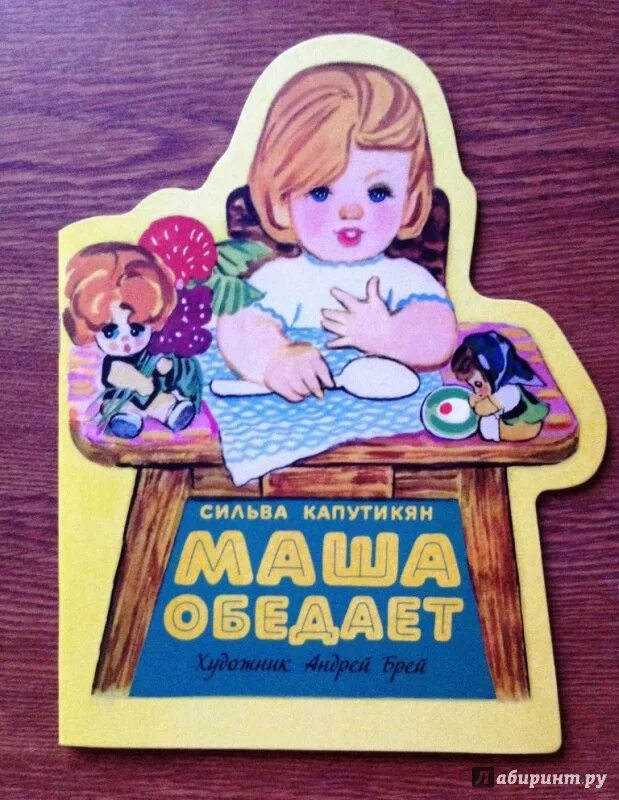 СИЛЬВА КАПУТИКЯН
МАША
ОБЕДАЕТ
Художник Андрей Брей
Лабиринт.ру